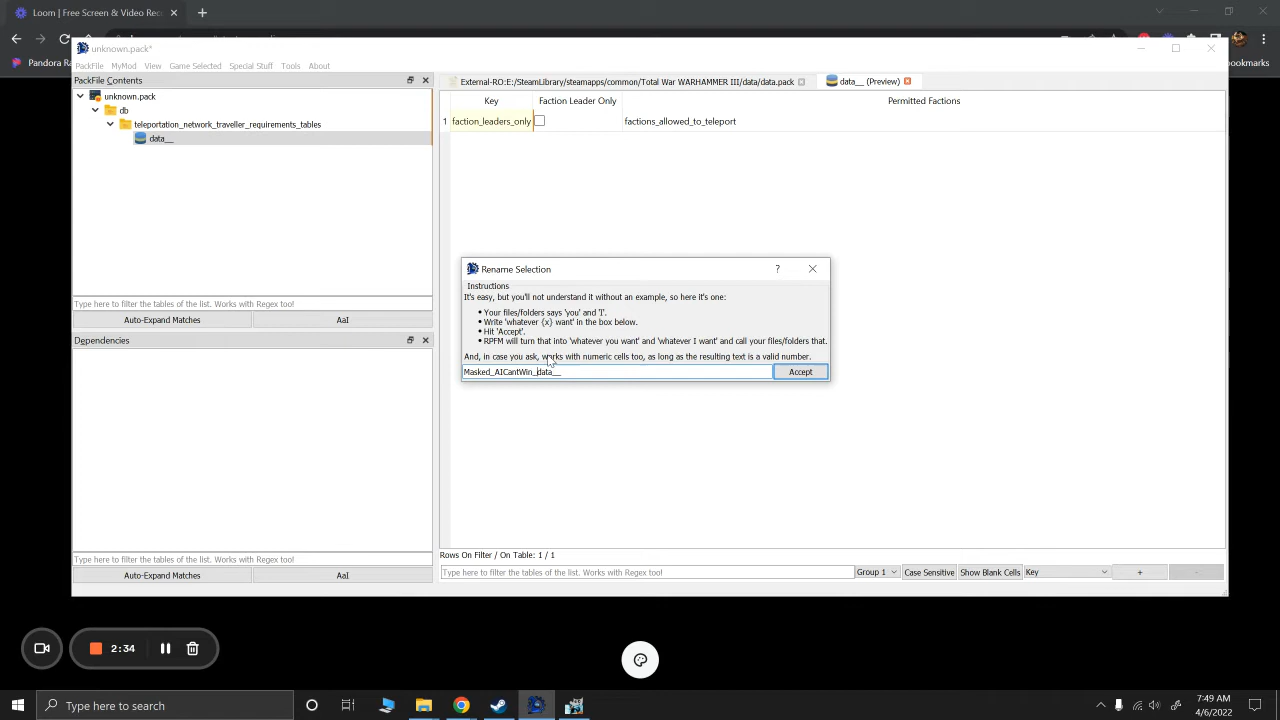 Loom | Free Screen & Video Rec
unknown.pack*
Pandora Ra
ookmarks
PackFile MyMod View Game Selected Special Stuff Tools About
PackFile Contents
External-RO:E:/SteamLibrary/steamapps/common/Total War WARHAMMER III/data/data.pack
data__ (Preview)
unknown.pack
db
teleportation_network_traveller_requirements_tables
data__
Key Faction Leader Only Permitted Factions
1 faction_leaders_only factions_allowed_to_teleport
Rename Selection
?
Instructions
It's easy, but you'll not understand it without an example, so here it's one:
• Your files/folders says 'you' and 'I'.
• Write 'whatever {x} want' in the box below.
• Hit 'Accept'.
• RPFM will turn that into 'whatever you want' and 'whatever I want' and call your files/folders that.
And, in case you ask, works with numeric cells too, as long as the resulting text is a valid number.
Masked_AICantWin_data__
Accept
Type here to filter the tables of the list. Works with Regex too!
Auto-Expand Matches AaI
Dependencies
Type here to filter the tables of the list. Works with Regex too!
Auto-Expand Matches AaI
Rows On Filter / On Table: 1 / 1
Type here to filter the tables of the list. Works with Regex too!
Group 1 Case Sensitive Show Blank Cells Key + -
2:34
Type here to search
7:49 AM
4/6/2022